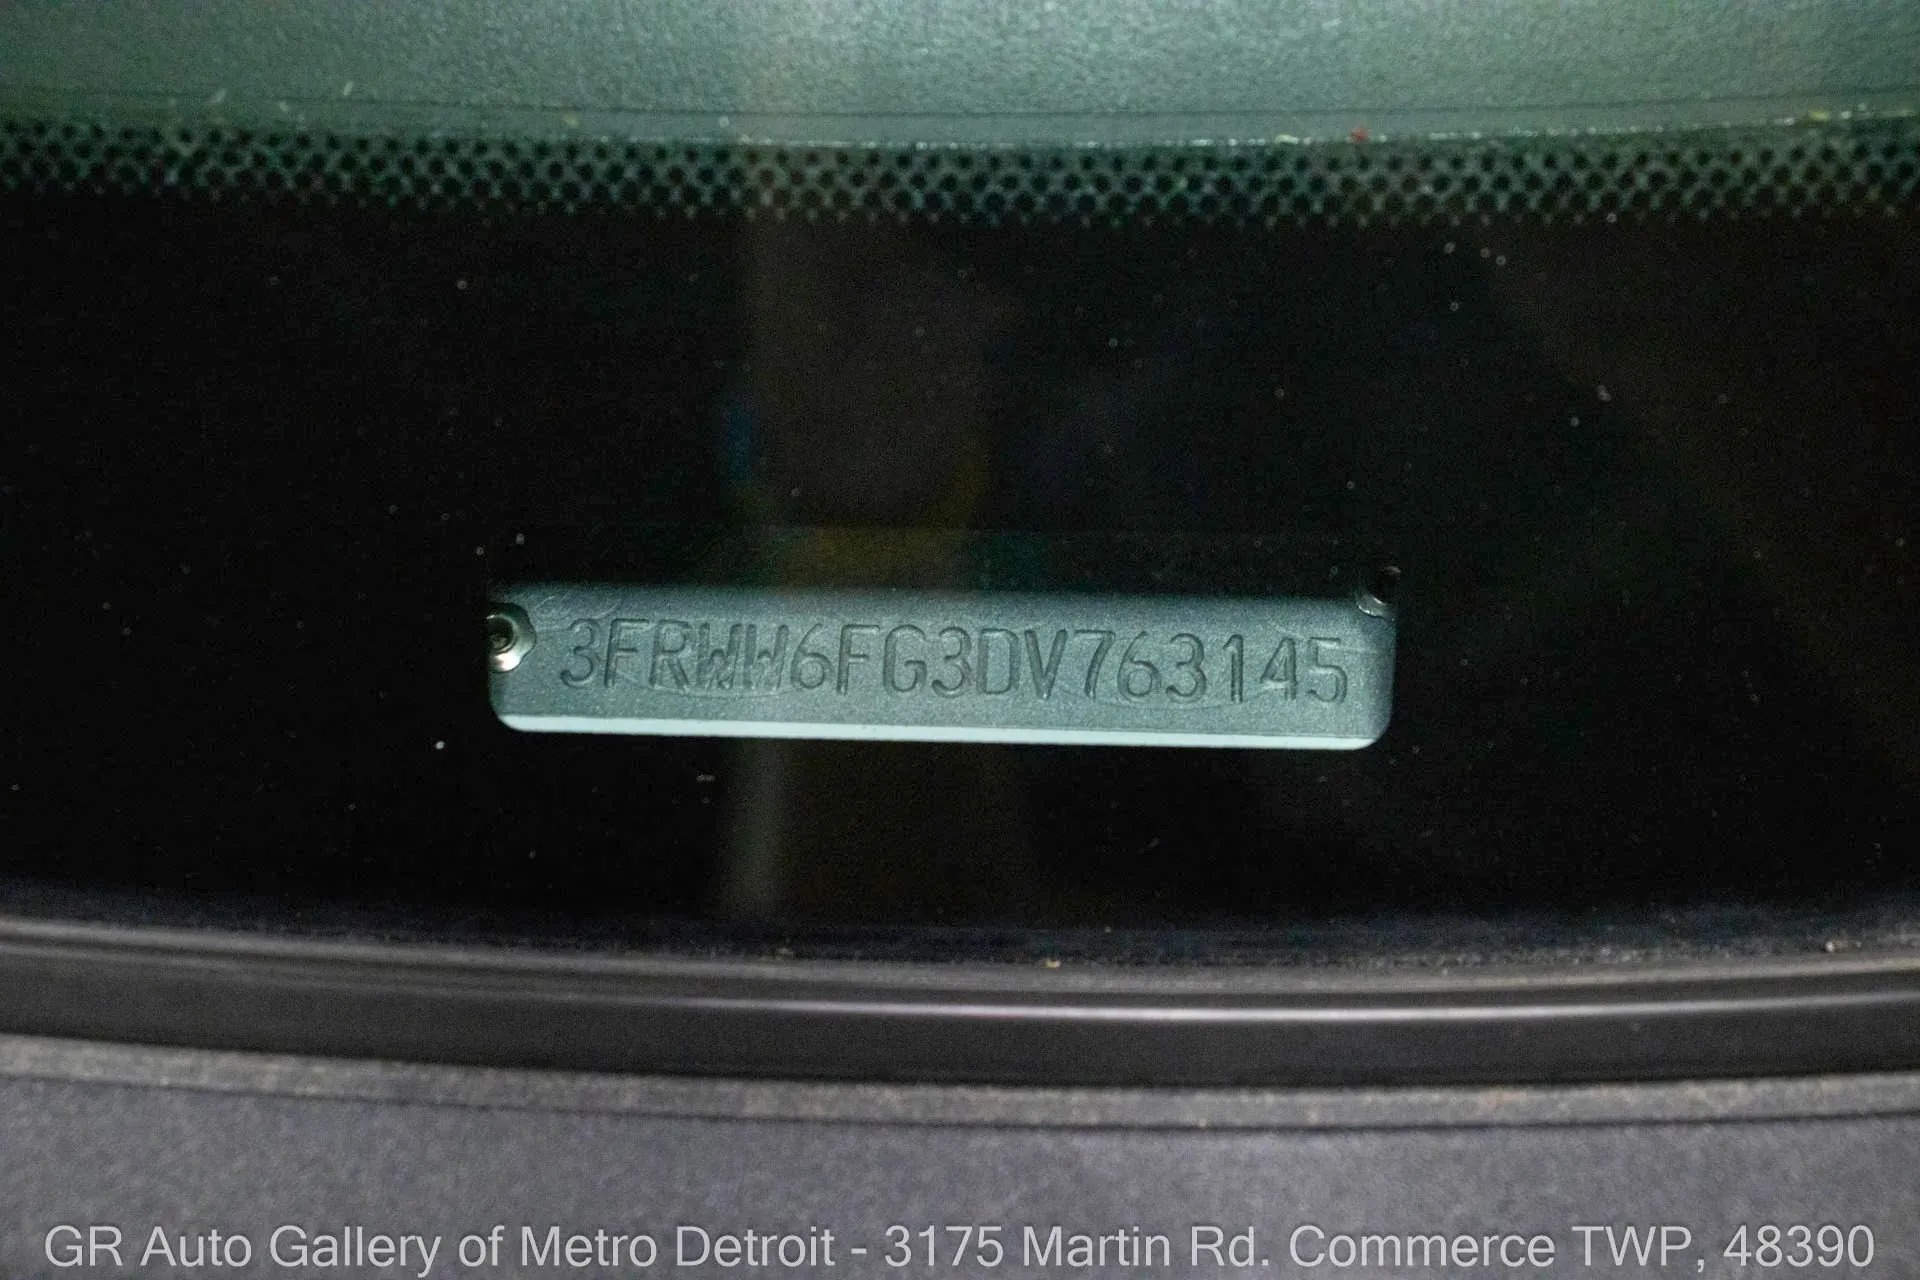 3FRWW6FG3DV763145
GR Auto Gallery of Metro Detroit - 3175 Martin Rd. Commerce TWP, 48390